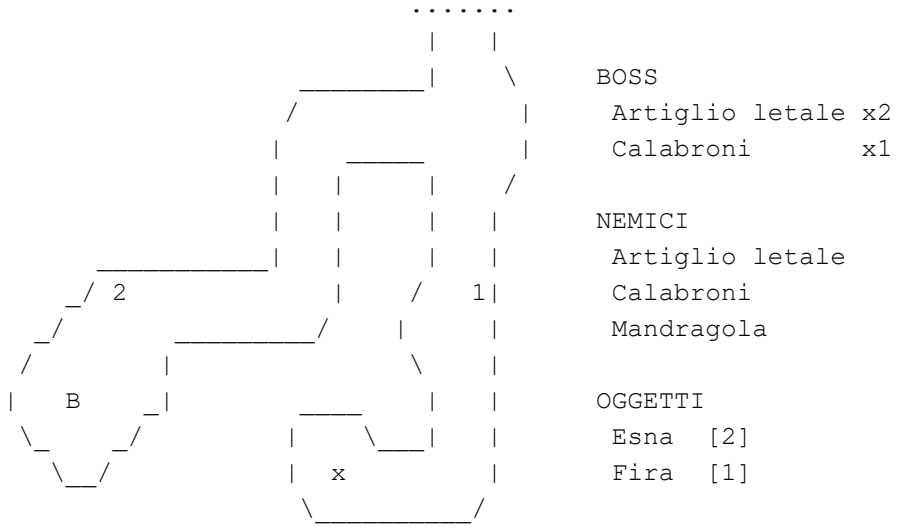 BOSS
Artiglio letale x2
Calabroni x1
NEMICI
Artiglio letale
2 1 Calabroni
Mandragola
B OGGETTI
Esna [2]
x Fira [1]